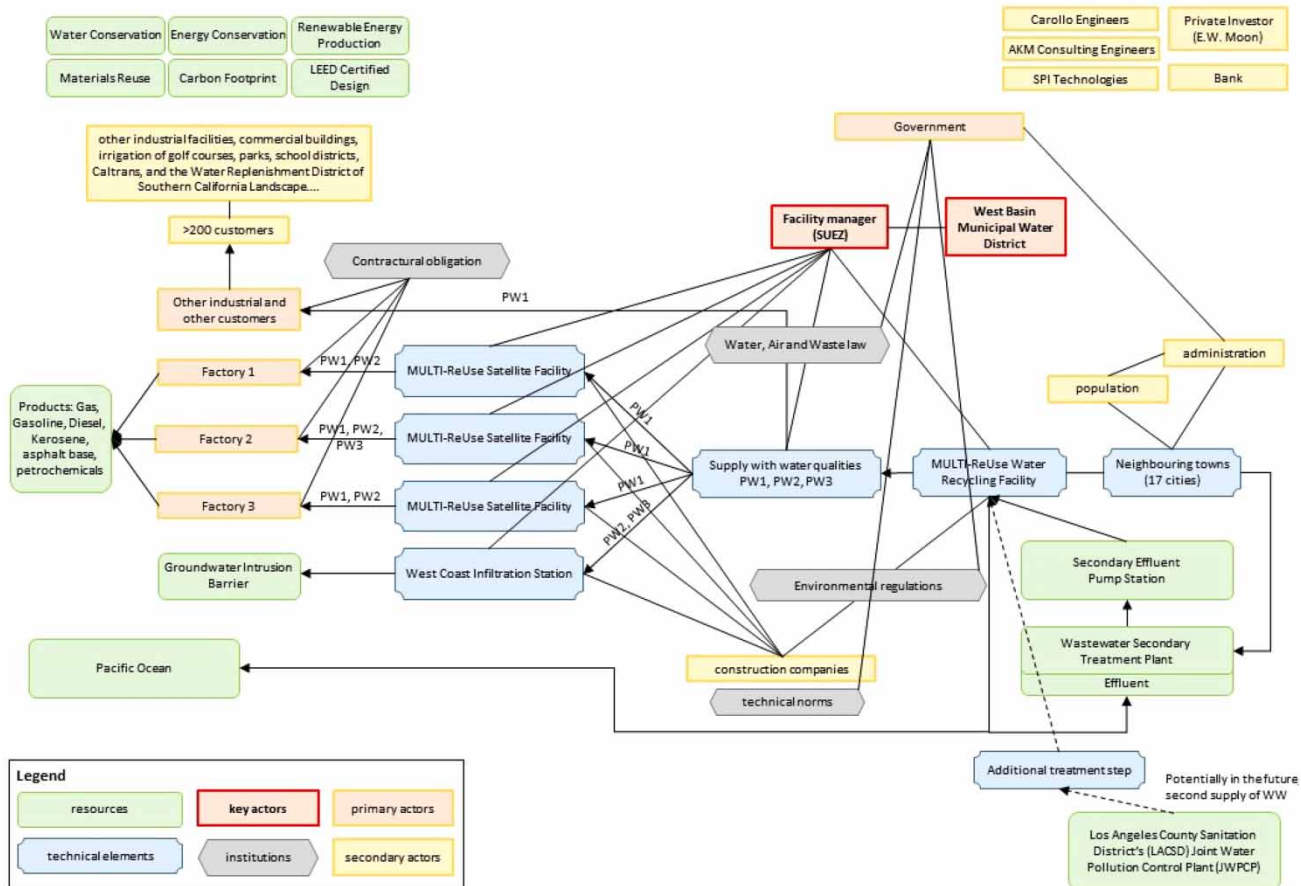 Water Conservation
Energy Conservation
Renewable Energy
Production
Materials Reuse
Carbon Footprint
LEED Certified
Design
Carollo Engineers
Private Investor
(E.W. Moon)
AKM Consulting Engineers
SPI Technologies
Bank
Government
other industrial facilities, commercial buildings,
irrigation of golf courses, parks, school districts,
Caltrans, and the Water Replenishment District of
Southern California Landscape....
>200 customers
Facility manager
(SUEZ)
West Basin
Municipal Water
District
Contractural obligation
Other industrial and
other customers
PW1
Water, Air and Waste law
administration
population
Factory 1
PW1, PW2
MULTI-ReUse Satellite Facility
PW1
Products: Gas,
Gasoline, Diesel,
Kerosene,
asphalt base,
petrochemicals
Factory 2
PW1, PW2,
PW3
MULTI-ReUse Satellite Facility
PW1
Supply with water qualities
PW1, PW2, PW3
MULTI-ReUse Water
Recycling Facility
Neighbouring towns
(17 cities)
Factory 3
PW1, PW2
MULTI-ReUse Satellite Facility
PW1
PW2, PW3
Groundwater Intrusion
Barrier
West Coast Infiltration Station
Environmental regulations
Secondary Effluent
Pump Station
Wastewater Secondary
Treatment Plant
Effluent
Pacific Ocean
construction companies
technical norms
Additional treatment step
Potentially in the future,
second supply of WW
Los Angeles County Sanitation
District's (LACSD) Joint Water
Pollution Control Plant (JWPCP)
Legend
resources
key actors
primary actors
technical elements
institutions
secondary actors